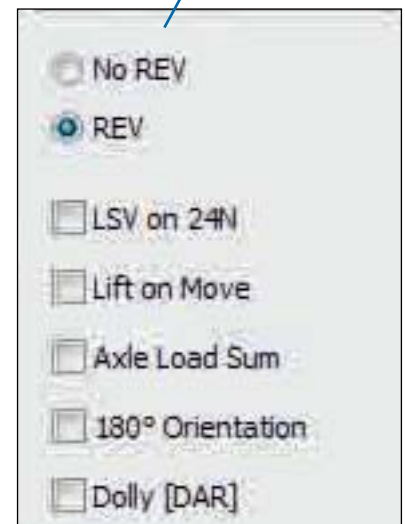 No REV
REV
LSV on 24N
Lift on Move
Axle Load Sum
180° Orientation
Dolly [DAR]